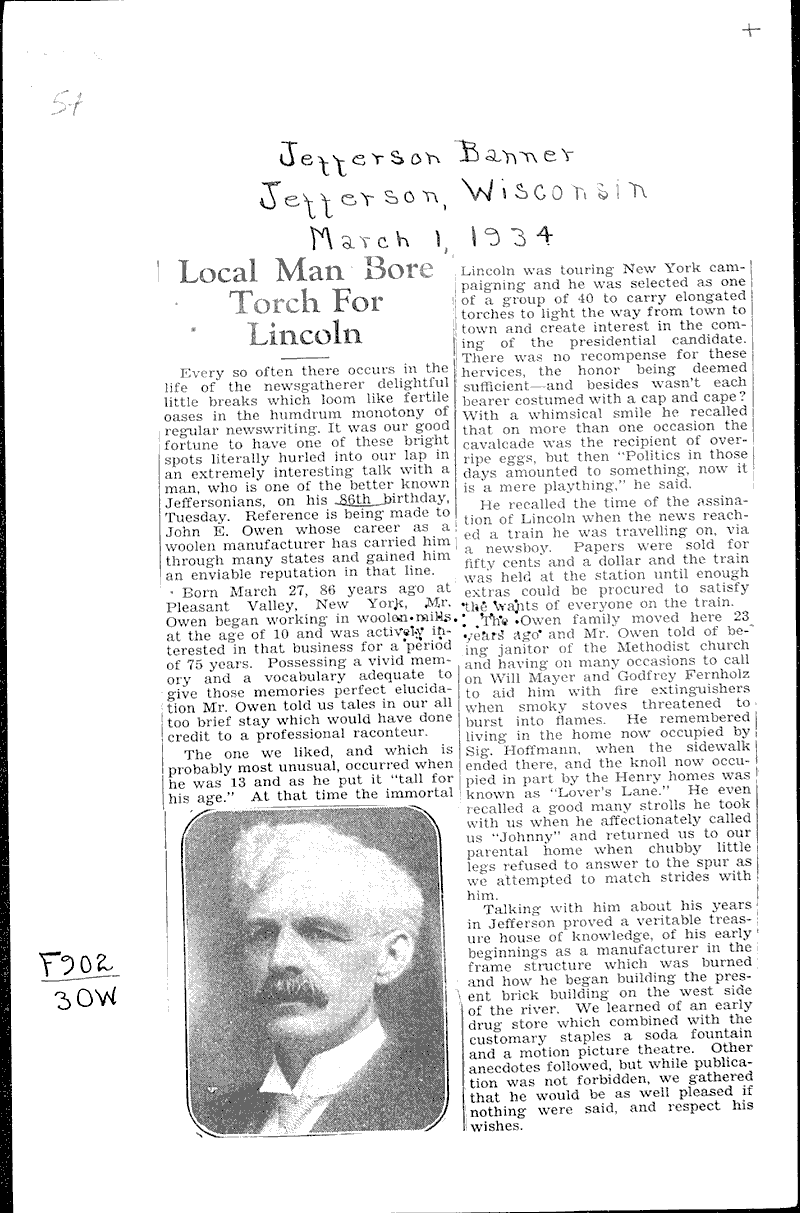 +
54
Jefferson Banner
Jefferson, Wisconsin
March 1, 1934
Local Man Bore
Torch For
Lincoln
Every so often there occurs in the
life of the newsgatherer delightful
little breaks which loom like fertile
oases in the humdrum monotony of
regular newswriting. It was our good
fortune to have one of these bright
spots literally hurled into our lap in
an extremely interesting talk with a
man, who is one of the better known
Jeffersonians, on his 86th birthday,
Tuesday. Reference is being made to
John E. Owen whose career as a
woolen manufacturer has carried him
through many states and gained him
an enviable reputation in that line.
Born March 27, 86 years ago at
Pleasant Valley, New York, Mr.
Owen began working in woolen mills
at the age of 10 and was actively in-
terested in that business for a period
of 75 years. Possessing a vivid mem-
ory and a vocabulary adequate to
give those memories perfect elucida-
tion Mr. Owen told us tales in our all
too brief stay which would have done
credit to a professional raconteur.
The one we liked, and which is
probably most unusual, occurred when
he was 13 and as he put it "tall for
his age." At that time the immortal
Lincoln was touring New York cam-
paigning and he was selected as one
of a group of 40 to carry elongated
torches to light the way from town to
town and create interest in the com-
ing of the presidential candidate.
There was no recompense for these
hervices, the honor being deemed
sufficient—and besides wasn't each
bearer costumed with a cap and cape?
With a whimsical smile he recalled
that on more than one occasion the
cavalcade was the recipient of over-
ripe eggs, but then "Politics in those
days amounted to something, now it
is a mere plaything," he said.
He recalled the time of the assina-
tion of Lincoln when the news reach-
ed a train he was travelling on, via
a newsboy. Papers were sold for
fifty cents and a dollar and the train
was held at the station until enough
extras could be procured to satisfy
the wants of everyone on the train.
The Owen family moved here 23
years ago and Mr. Owen told of be-
ing janitor of the Methodist church
and having on many occasions to call
on Will Mayer and Godfrey Fernholz
to aid him with fire extinguishers
when smoky stoves threatened to
burst into flames. He remembered
living in the home now occupied by
Sig. Hoffmann, when the sidewalk
ended there, and the knoll now occu-
pied in part by the Henry homes was
known as "Lover's Lane." He even
recalled a good many strolls he took
with us when he affectionately called
us "Johnny" and returned us to our
parental home when chubby little
legs refused to answer to the spur as
we attempted to match strides with
him.
Talking with him about his years
in Jefferson proved a veritable treas-
ure house of knowledge, of his early
beginnings as a manufacturer in the
frame structure which was burned
and how he began building the pres-
ent brick building on the west side
of the river. We learned of an early
drug store which combined with the
customary staples a soda fountain
and a motion picture theatre. Other
anecdotes followed, but while publica-
tion was not forbidden, we gathered
that he would be as well pleased if
nothing were said, and respect his
wishes.
F902
3OW